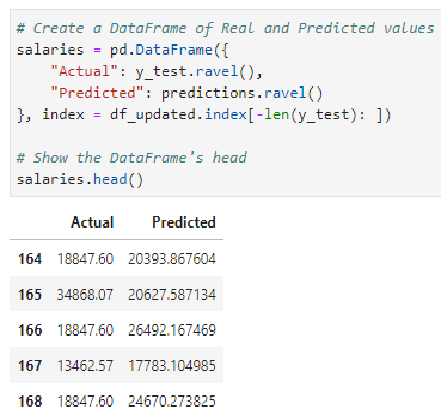 # Create a DataFrame of Real and Predicted values
salaries = pd.DataFrame({
    "Actual": y_test.ravel(),
    "Predicted": predictions.ravel()
}, index = df_updated.index[-len(y_test): ])
# Show the DataFrame's head
salaries.head()
Actual Predicted
164 18847.60 20393.867604
165 34868.07 20627.587134
166 18847.60 26492.167469
167 13462.57 17783.104985
168 18847.60 24670.273825